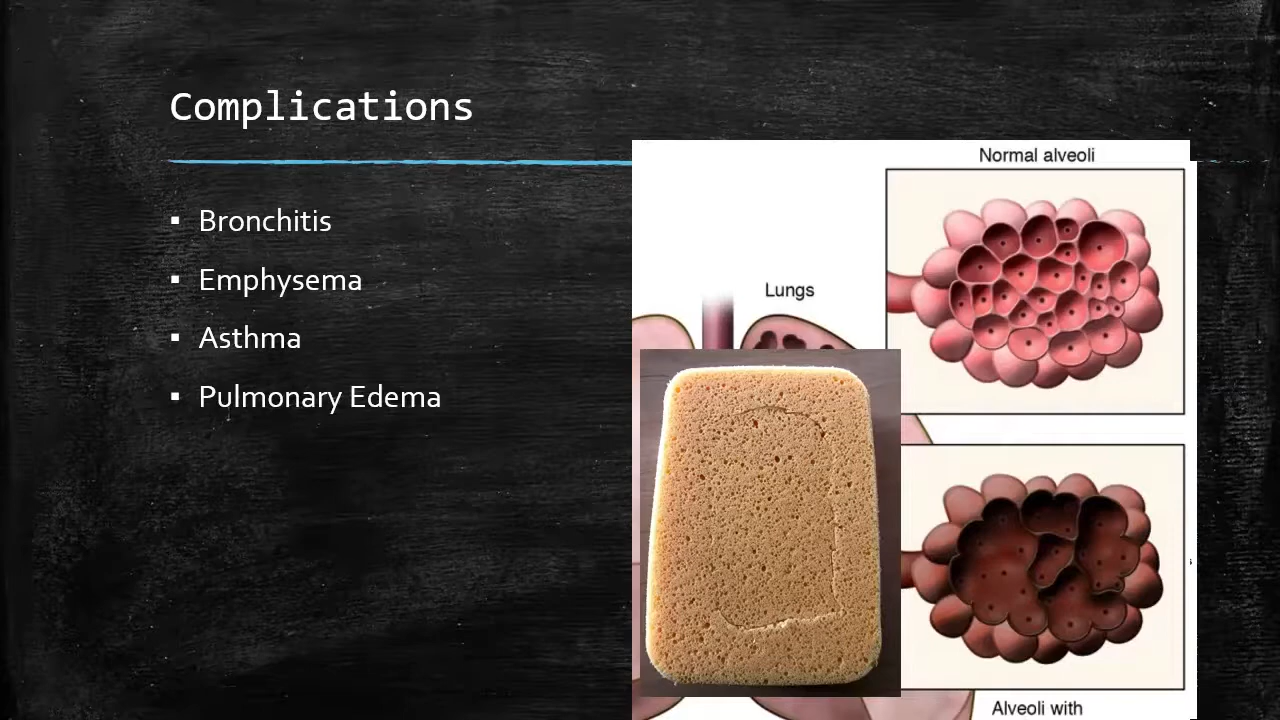 Complications
▪ Bronchitis
▪ Emphysema
▪ Asthma
▪ Pulmonary Edema
Normal alveoli
Lungs
Alveoli with